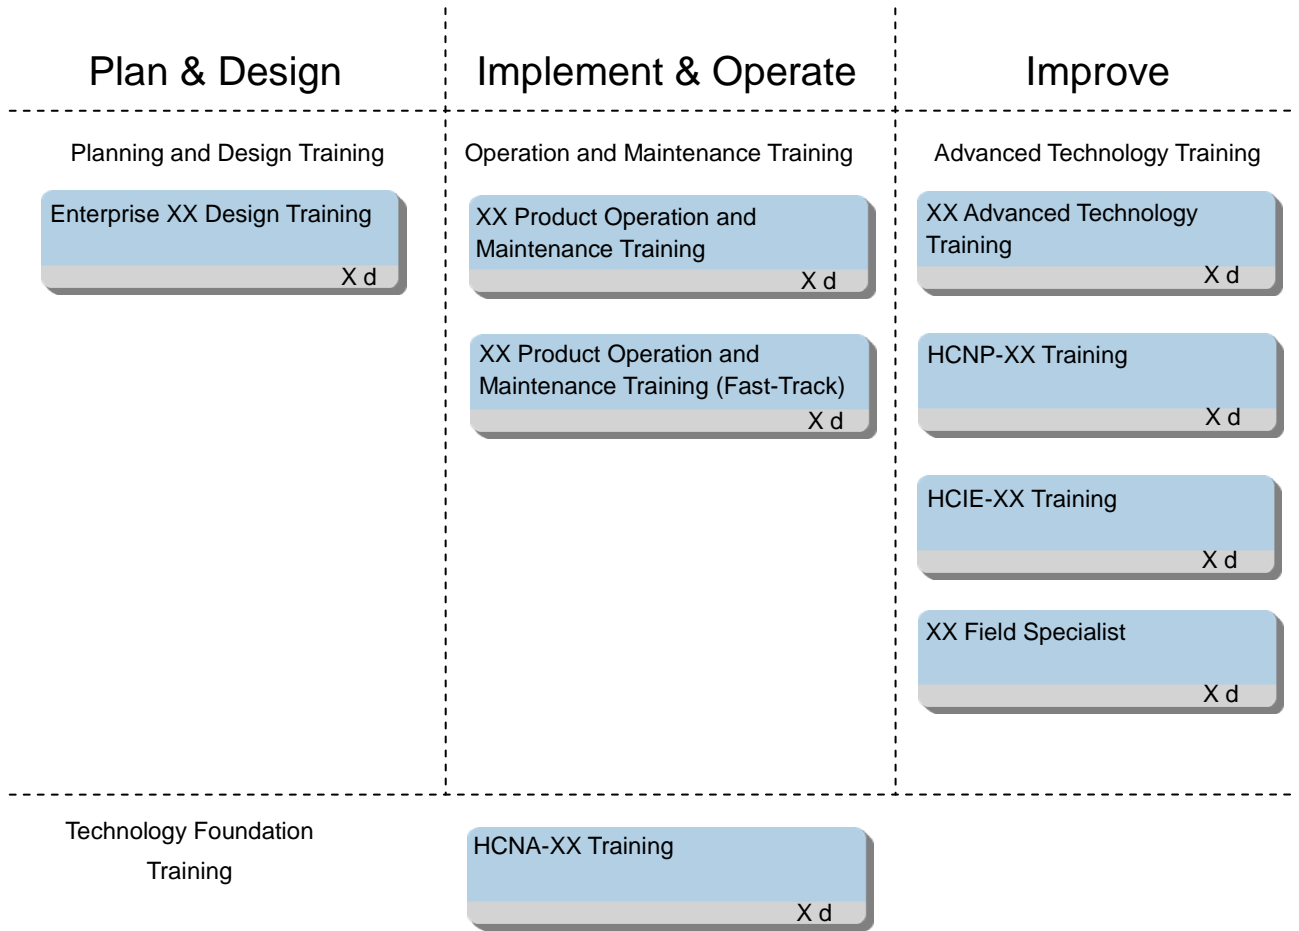 Plan & Design
Implement & Operate
Improve
Planning and Design Training
Operation and Maintenance Training
Advanced Technology Training
Enterprise XX Design Training
X d
XX Product Operation and
Maintenance Training
X d
XX Advanced Technology
Training
X d
XX Product Operation and
Maintenance Training (Fast-Track)
X d
HCNP-XX Training
X d
HCIE-XX Training
X d
XX Field Specialist
X d
Technology Foundation
Training
HCNA-XX Training
X d